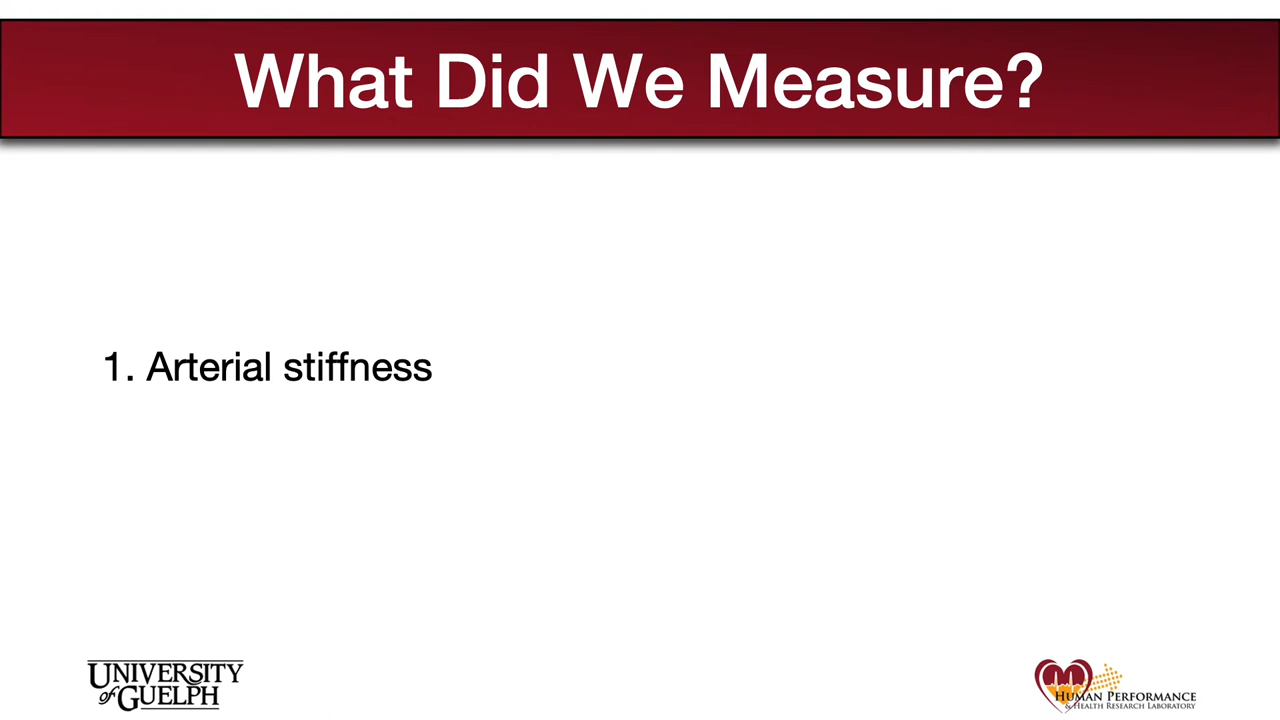 What Did We Measure?
1. Arterial stiffness
UNIVERSITY
of GUELPH
HUMAN PERFORMANCE
& HEALTH RESEARCH LABORATORY